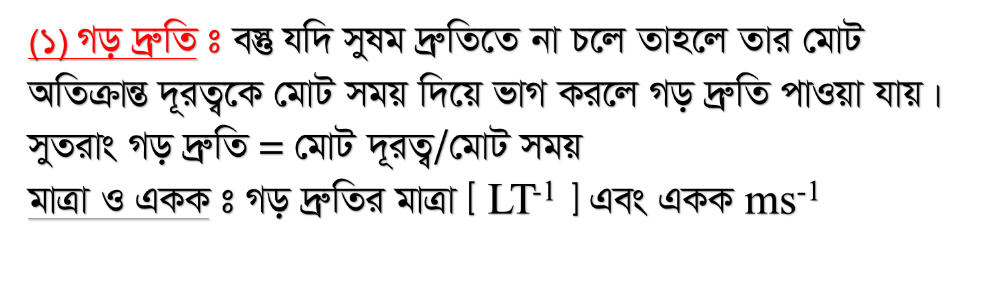 (১) গড় দ্রুতি ঃ বস্তু যদি সুষম দ্রুতিতে না চলে তাহলে তার মোট
অতিক্রান্ত দূরত্বকে মোট সময় দিয়ে ভাগ করলে গড় দ্রুতি পাওয়া যায়।
সুতরাং গড় দ্রুতি = মোট দূরত্ব/মোট সময়
মাত্রা ও একক ঃ গড় দ্রুতির মাত্রা [ LT⁻¹ ] এবং একক ms⁻¹